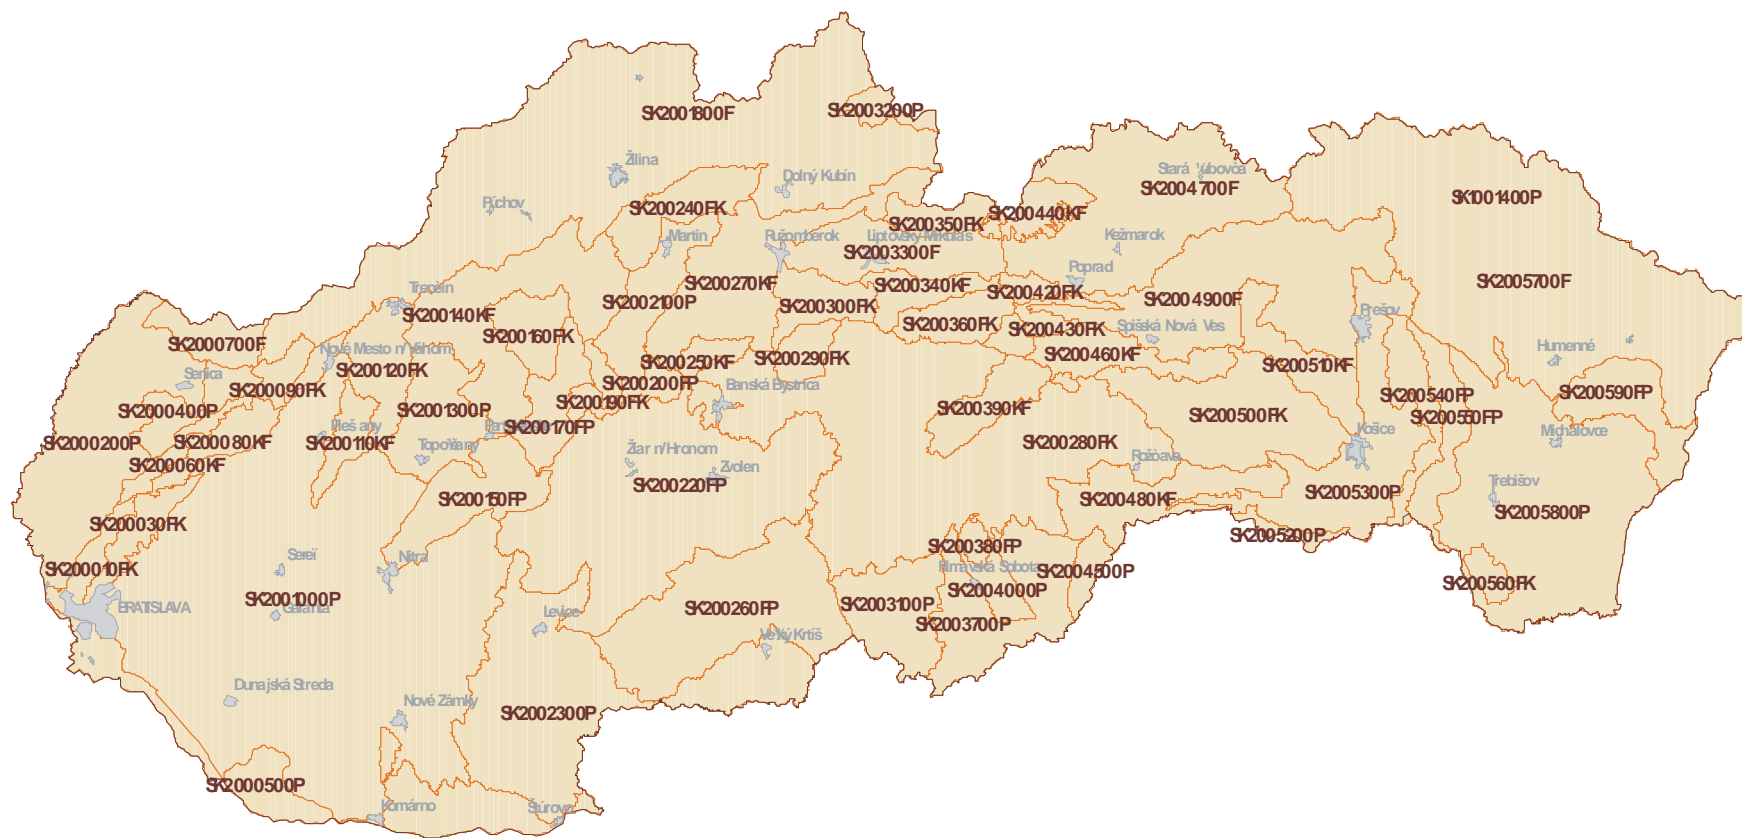 SK2001800F
SK2003200P
Žilina
Stará Ľubovňa
Dolný Kubín
SK2004700F
SK1001400P
Púchov
SK200240FK
SK200440KF
SK200350FK
Martin
Ružomberok
Liptovský Mikuláš
Kežmarok
SK2003300F
Poprad
SK200270KF
SK200340KF
SK2005700F
Trenčín
SK2002100P
SK200300FK
SK200420FK
SK2004900F
SK200140KF
SK200160FK
SK200360FK
SK200430FK
Spišská Nová Ves
Prešov
SK2000700F
Nové Mesto n/Váhom
SK200250KF
SK200290FK
SK200460KF
Humenné
SK200120FK
SK200510KF
Senica
SK200090FK
SK200200FP
Banská Bystrica
SK200540FP
SK200590FP
SK2000400P
SK2001300P
SK200190FK
SK200390KF
SK200500FK
SK200550FP
SK2000200P
SK200080KF
Piešťany
SK200110KF
SK200170FP
SK200280FK
Košice
Michalovce
Topoľčany
Žiar n/Hronom
SK200060KF
Zvolen
Rožňava
SK200220FP
Trebišov
SK200150FP
SK200480KF
SK2005300P
SK2005800P
SK200030FK
SK2005200P
SK200380FP
Sereď
Nitra
SK200010FK
Rimavská Sobota
SK2004500P
SK200560FK
SK2004000P
SK2001000P
Galanta
BRATISLAVA
Levice
SK200260FP
SK2003100P
SK2003700P
Veľký Krtíš
Dunajská Streda
Nové Zámky
SK2002300P
SK2000500P
Komárno
Štúrovo